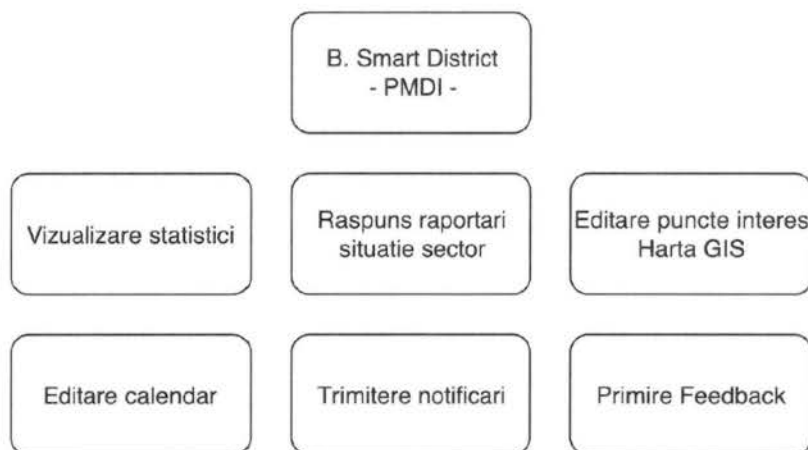 B. Smart District
- PMDI -
Vizualizare statistici
Raspuns raportari
situatie sector
Editare puncte interes
Harta GIS
Editare calendar
Trimitere notificari
Primire Feedback